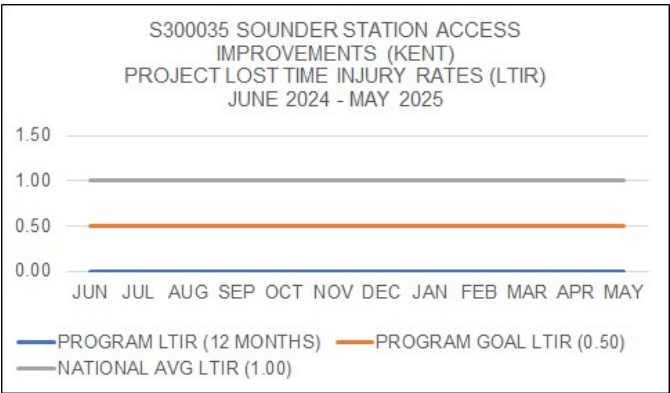 S300035 SOUNDER STATION ACCESS
IMPROVEMENTS (KENT)
PROJECT LOST TIME INJURY RATES (LTIR)
JUNE 2024 - MAY 2025
1.50
1.00
0.50
0.00
JUN JUL AUG SEP OCT NOV DEC JAN FEB MAR APR MAY
PROGRAM LTIR (12 MONTHS) PROGRAM GOAL LTIR (0.50)
NATIONAL AVG LTIR (1.00)